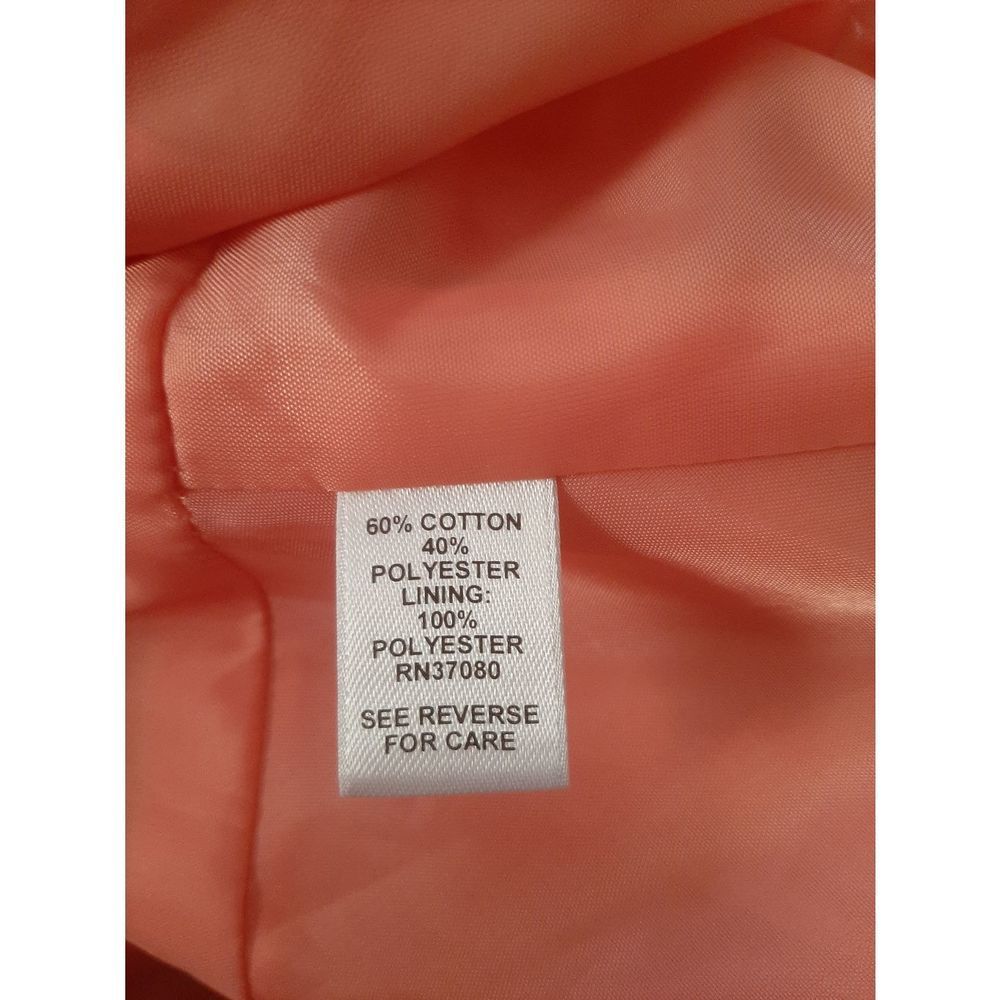 60% COTTON
40%
POLYESTER
LINING:
100%
POLYESTER
RN37080
SEE REVERSE
FOR CARE